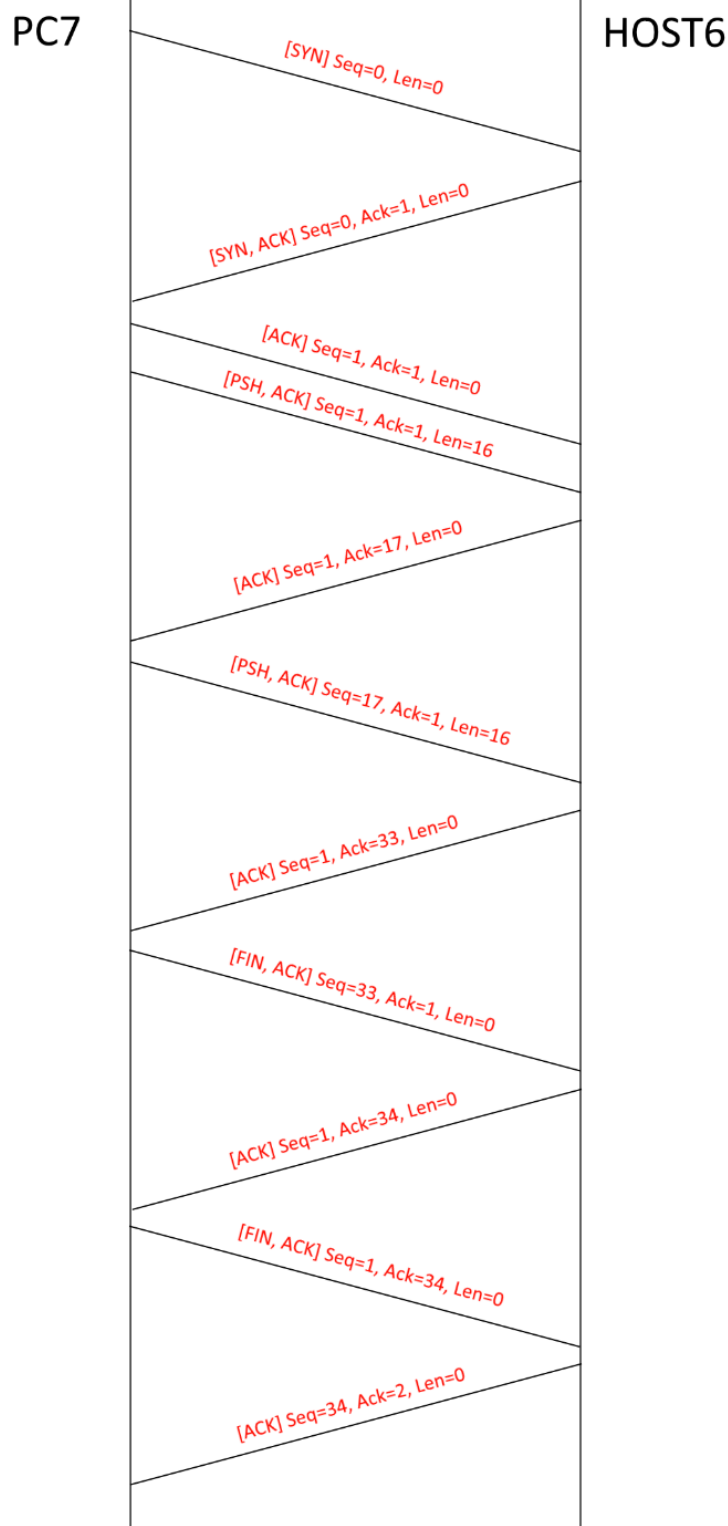 PC7
HOST6
[SYN] Seq=0, Len=0
[SYN, ACK] Seq=0, Ack=1, Len=0
[ACK] Seq=1, Ack=1, Len=0
[PSH, ACK] Seq=1, Ack=1, Len=16
[ACK] Seq=1, Ack=17, Len=0
[PSH, ACK] Seq=17, Ack=1, Len=16
[ACK] Seq=1, Ack=33, Len=0
[FIN, ACK] Seq=33, Ack=1, Len=0
[ACK] Seq=1, Ack=34, Len=0
[FIN, ACK] Seq=1, Ack=34, Len=0
[ACK] Seq=34, Ack=2, Len=0